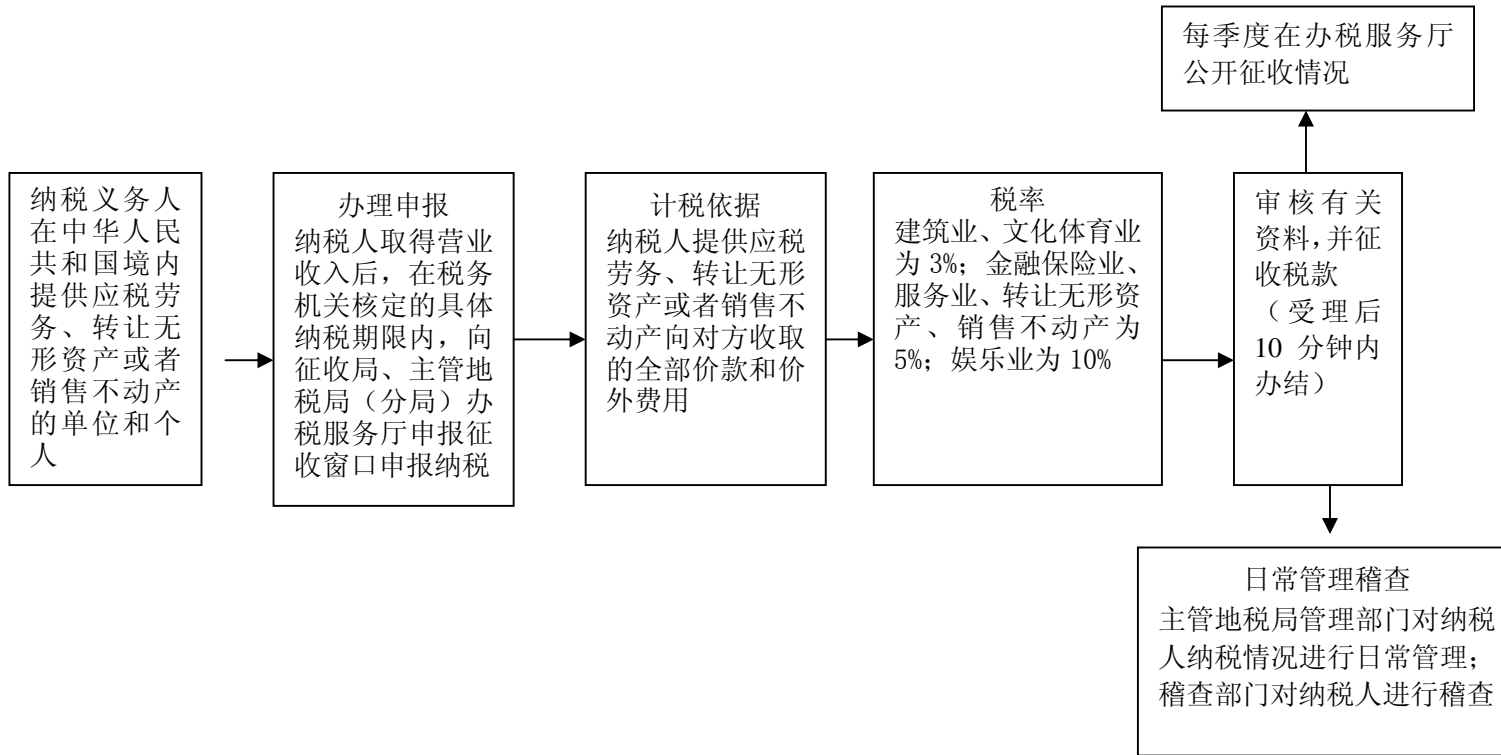 每季度在办税服务厅
公开征收情况
纳税义务人
在中华人民
共和国境内
提供应税劳
务、转让无
形资产或者
销售不动产
的单位和个
人
办理申报
纳税人取得营业
收入后，在税务
机关核定的具体
纳税期限内，向
征收局、主管地
税局（分局）办
税服务厅申报征
收窗口申报纳税
计税依据
纳税人提供应税
劳务、转让无形
资产或者销售不
动产向对方收取
的全部价款和价
外费用
税率
建筑业、文化体育业
为 3%；金融保险业、
服务业、转让无形资
产、销售不动产为
5%；娱乐业为 10%
审核有关
资料，并征
收税款
（受理后
10 分钟内
办结）
日常管理稽查
主管地税局管理部门对纳税
人纳税情况进行日常管理；
稽查部门对纳税人进行稽查